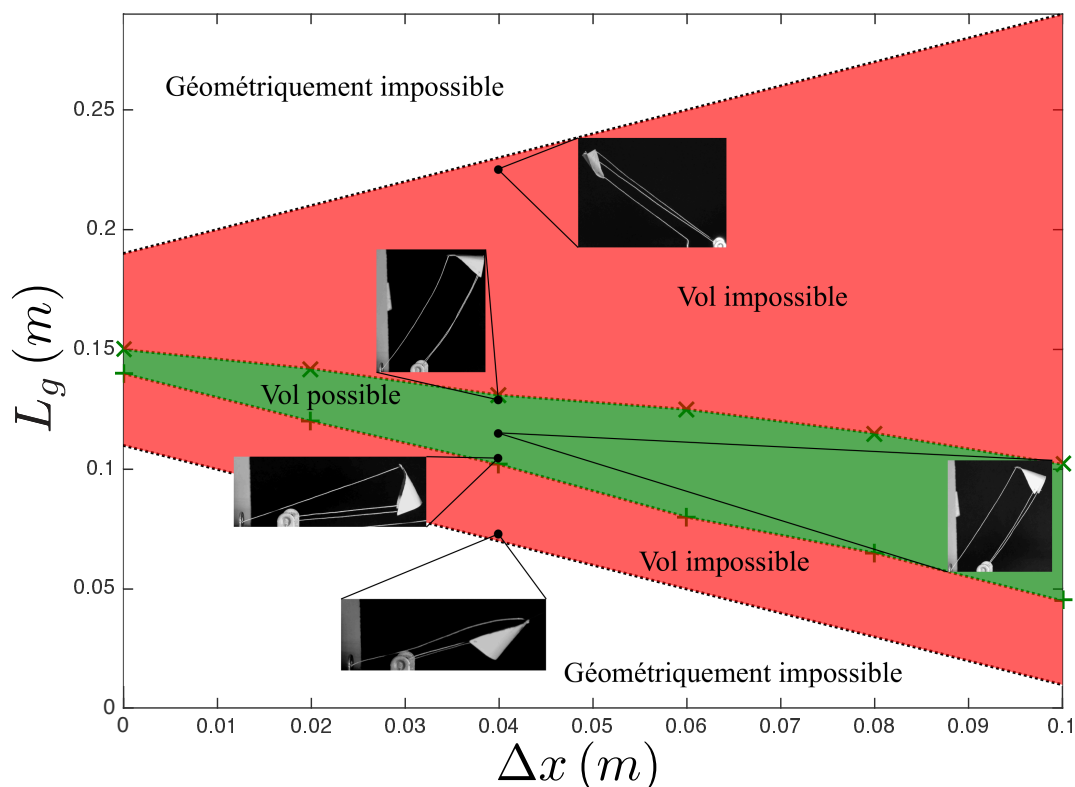 Géométriquement impossible
0.25
0.2
Vol impossible
0.15
Vol possible
0.1
Vol impossible
0.05
Géométriquement impossible
0
L_g (m)
0 0.01 0.02 0.03 0.04 0.05 0.06 0.07 0.08 0.09 0.1
Δx (m)